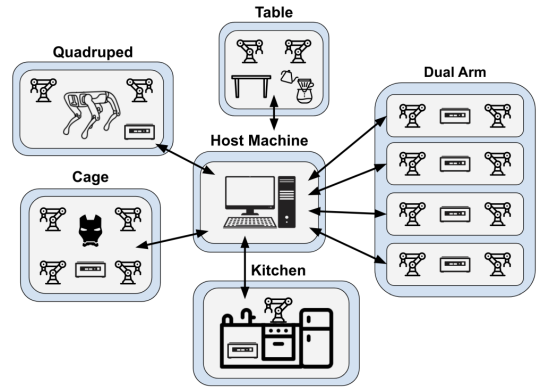 Table
Quadruped
Dual Arm
Host Machine
Cage
Kitchen